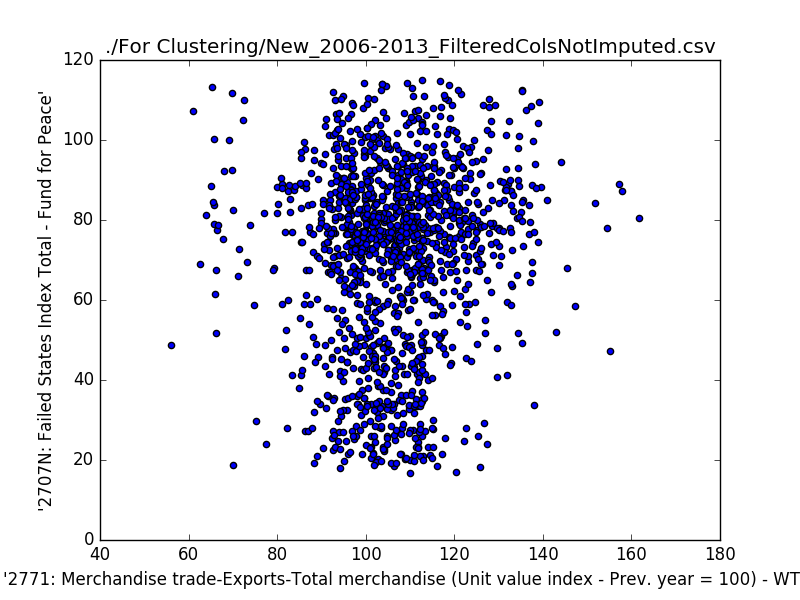 ./For Clustering/New_2006-2013_FilteredColsNotImputed.csv
120
100
80
60
40
20
0
'2707N: Failed States Index Total - Fund for Peace'
40 60 80 100 120 140 160 180
'2771: Merchandise trade-Exports-Total merchandise (Unit value index - Prev. year = 100) - WT